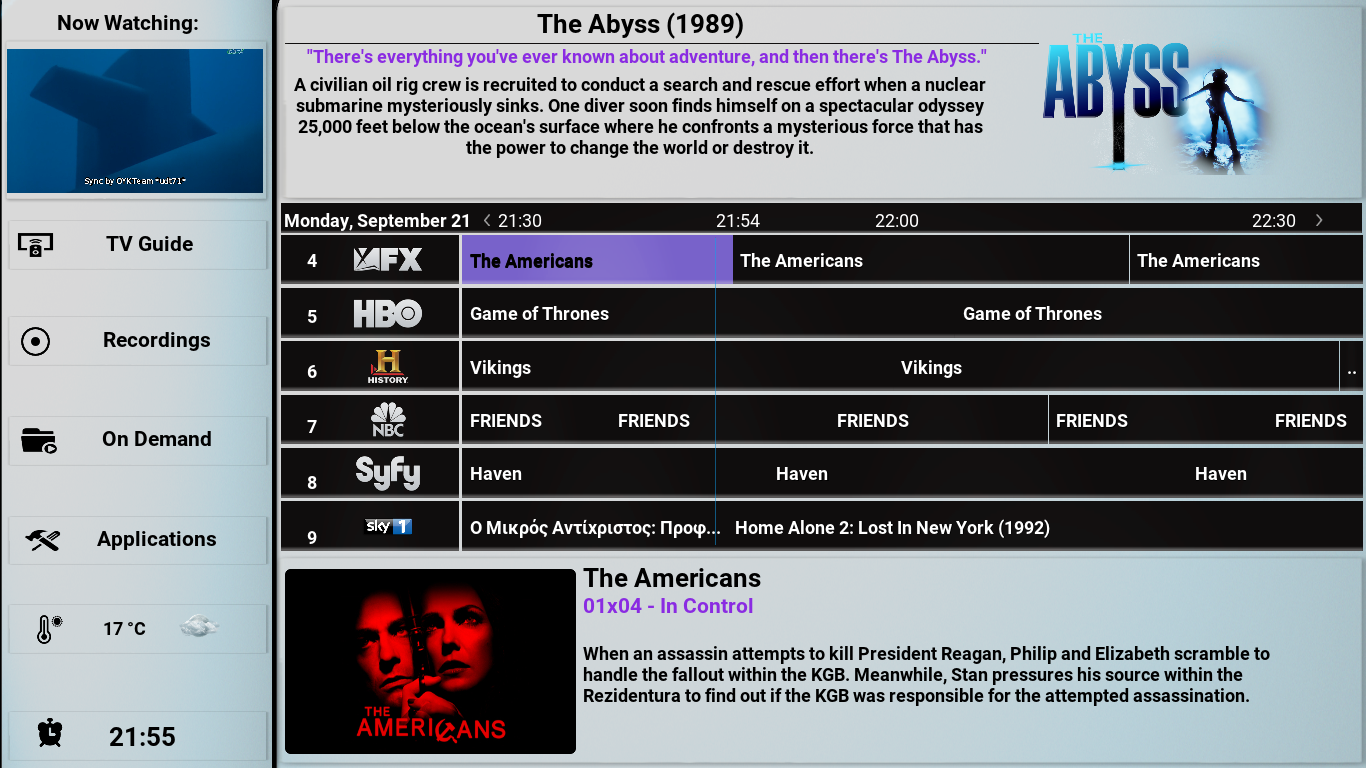 Now Watching:
Sync by
TV Guide
Recordings
On Demand
Applications
17 °C
21:55
The Abyss (1989)
"There's everything you've ever known about adventure, and then there's The Abyss."
A civilian oil rig crew is recruited to conduct a search and rescue effort when a nuclear
submarine mysteriously sinks. One diver soon finds himself on a spectacular odyssey
25,000 feet below the ocean's surface where he confronts a mysterious force that has
the power to change the world or destroy it.
THE
ABYSS
Monday, September 21 21:30 21:54 22:00 22:30
4 FX The Americans The Americans The Americans
5 HBO Game of Thrones Game of Thrones
6 H HISTORY Vikings Vikings ..
7 NBC FRIENDS FRIENDS FRIENDS FRIENDS FRIENDS
8 Syfy Haven Haven Haven
9 sky 1 Ο Μικρός Αντίχριστος: Προφ... Home Alone 2: Lost In New York (1992)
THE
AMERICANS
The Americans
01x04 - In Control
When an assassin attempts to kill President Reagan, Philip and Elizabeth scramble to
handle the fallout within the KGB. Meanwhile, Stan pressures his source within the
Rezidentura to find out if the KGB was responsible for the attempted assassination.